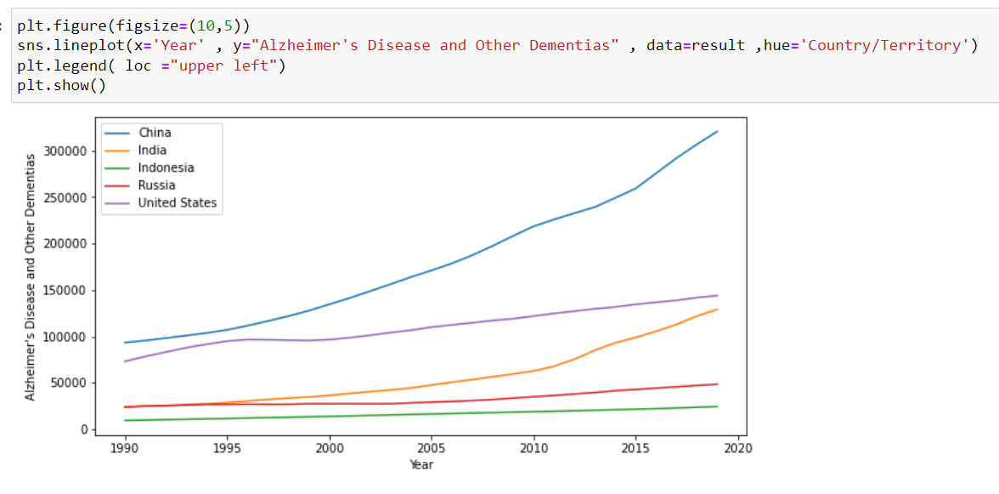 :
plt.figure(figsize=(10,5))
sns.lineplot(x='Year' , y="Alzheimer's Disease and Other Dementias" , data=result ,hue='Country/Territory')
plt.legend( loc ="upper left")
plt.show()
China
India
Indonesia
Russia
United States
Alzheimer's Disease and Other Dementias
300000
250000
200000
150000
100000
50000
0
1990 1995 2000 2005 2010 2015 2020
Year